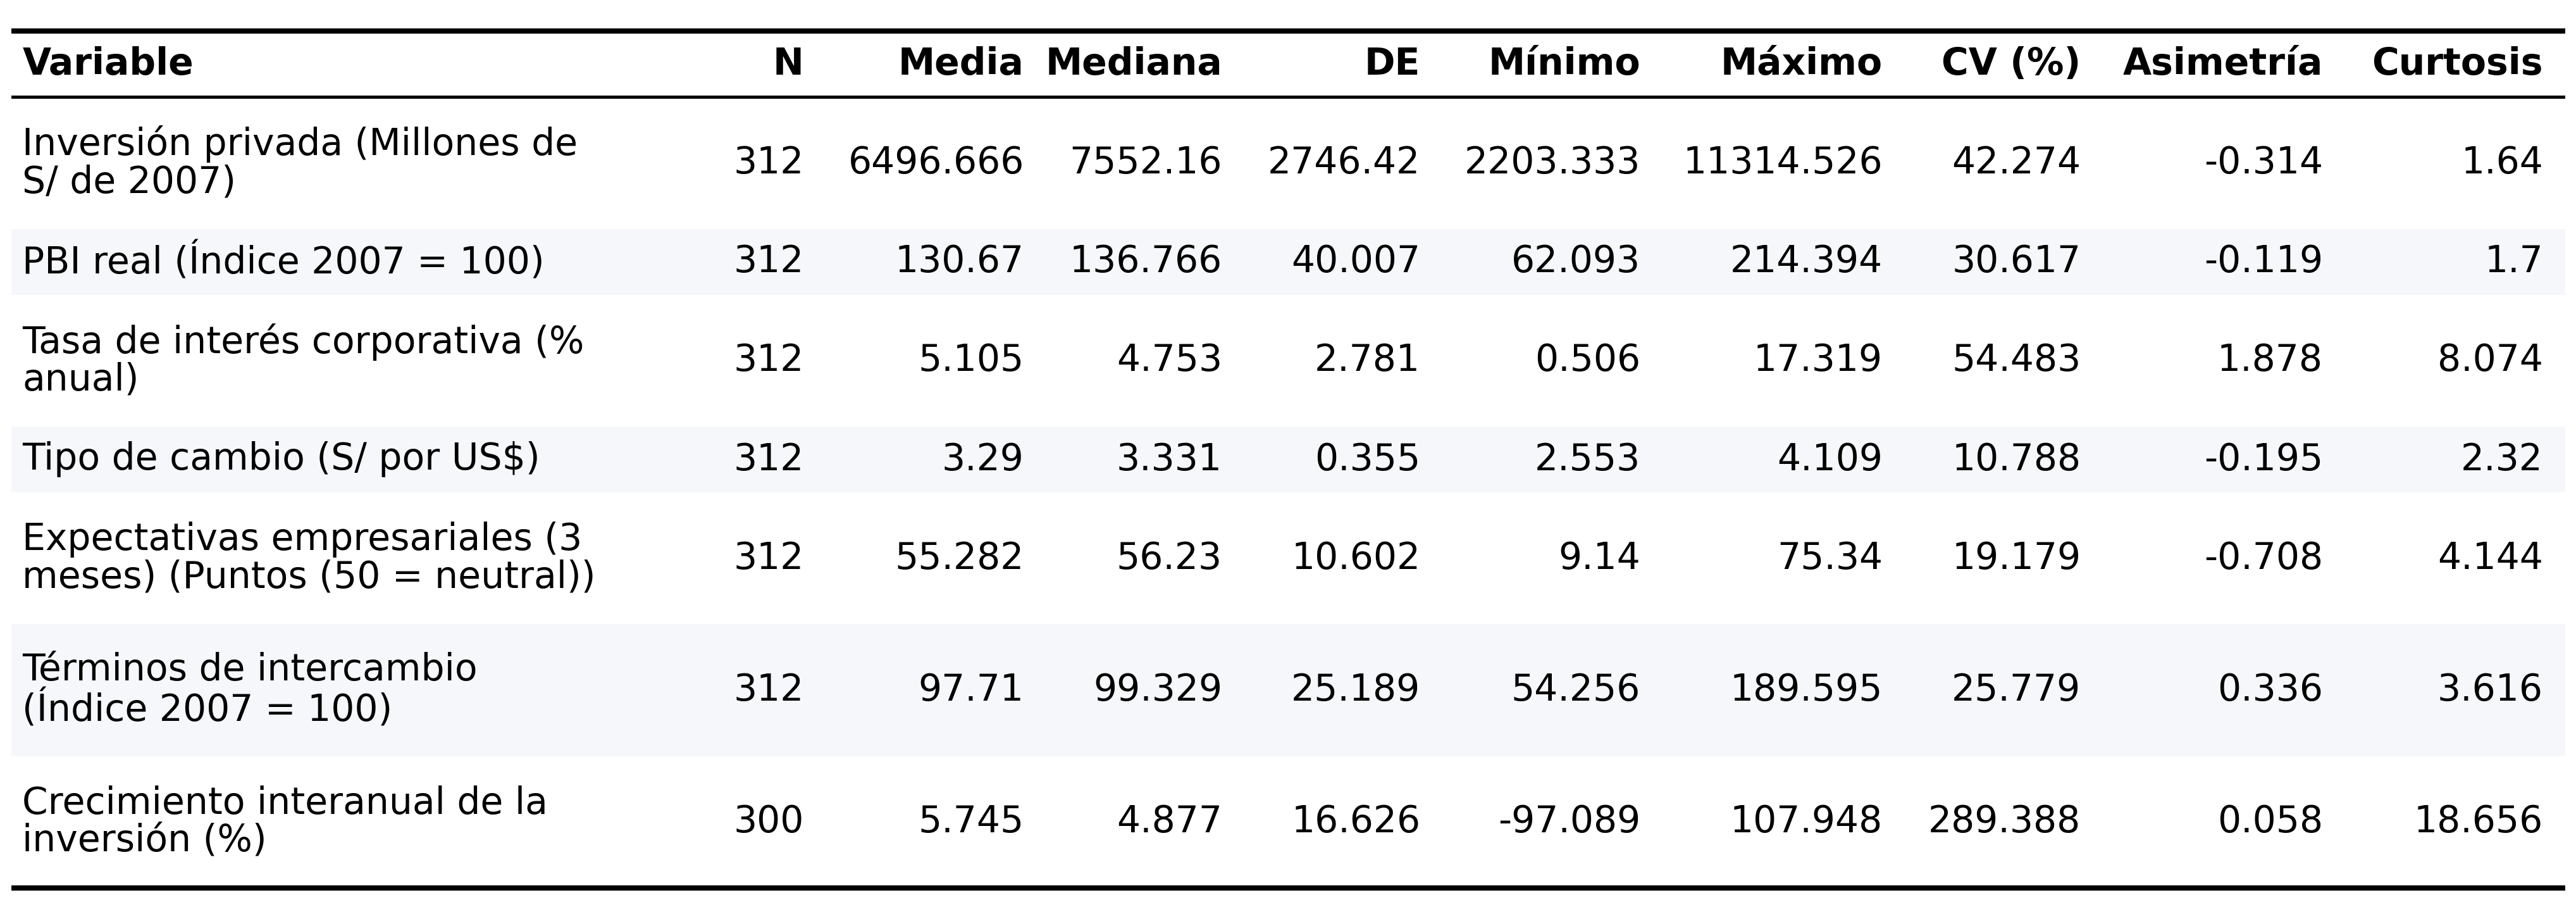 Variable N Media Mediana DE Mínimo Máximo CV (%) Asimetría Curtosis
Inversión privada (Millones de
S/ de 2007) 312 6496.666 7552.16 2746.42 2203.333 11314.526 42.274 -0.314 1.64
PBI real (Índice 2007 = 100) 312 130.67 136.766 40.007 62.093 214.394 30.617 -0.119 1.7
Tasa de interés corporativa (%
anual) 312 5.105 4.753 2.781 0.506 17.319 54.483 1.878 8.074
Tipo de cambio (S/ por US$) 312 3.29 3.331 0.355 2.553 4.109 10.788 -0.195 2.32
Expectativas empresariales (3
meses) (Puntos (50 = neutral)) 312 55.282 56.23 10.602 9.14 75.34 19.179 -0.708 4.144
Términos de intercambio
(Índice 2007 = 100) 312 97.71 99.329 25.189 54.256 189.595 25.779 0.336 3.616
Crecimiento interanual de la
inversión (%) 300 5.745 4.877 16.626 -97.089 107.948 289.388 0.058 18.656